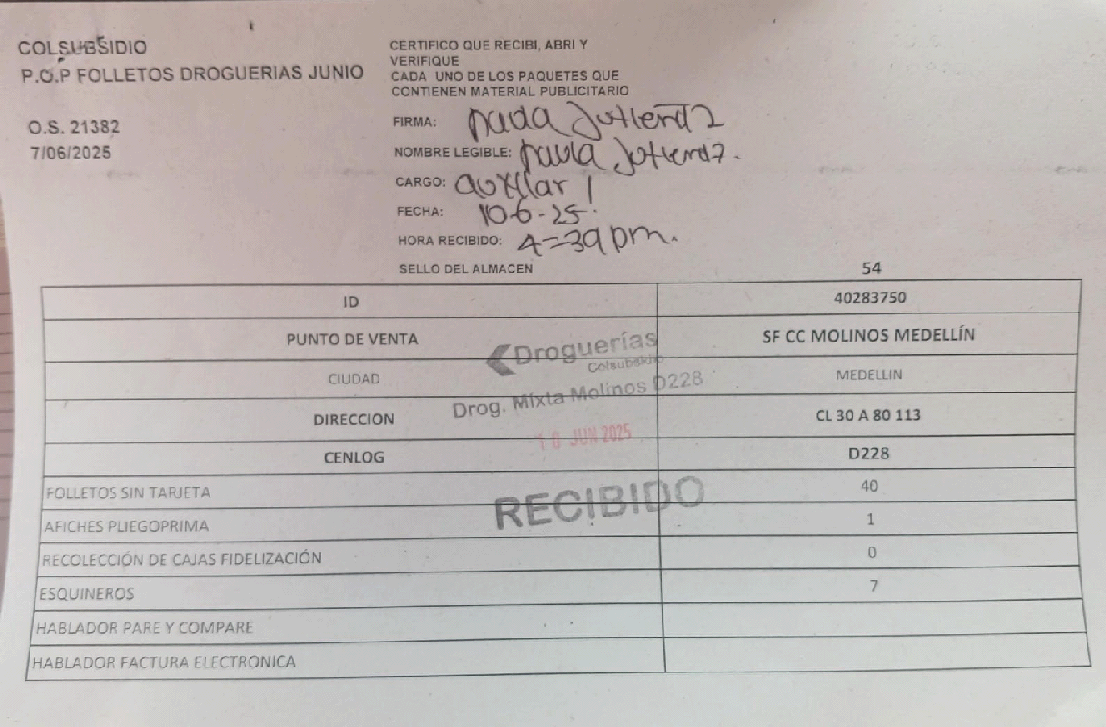 COLSUBSIDIO
P.O.P FOLLETOS DROGUERIAS JUNIO
O.S. 21382
7/06/2025
CERTIFICO QUE RECIBI, ABRI Y
VERIFIQUE
CADA UNO DE LOS PAQUETES QUE
CONTIENEN MATERIAL PUBLICITARIO
FIRMA:
NOMBRE LEGIBLE: Paula
CARGO: auxiliar 1
FECHA: 10-6-25.
HORA RECIBIDO: 4=39 pm.
SELLO DEL ALMACEN
54
ID 40283750
PUNTO DE VENTA SF CC MOLINOS MEDELLÍN
Droguerías
Colsubsidio
CIUDAD MEDELLIN
Drog. Mixta Molinos D228
DIRECCION CL 30 A 80 113
10 JUN 2025
CENLOG D228
FOLLETOS SIN TARJETA 40
RECIBIDO
AFICHES PLIEGOPRIMA 1
RECOLECCIÓN DE CAJAS FIDELIZACIÓN 0
ESQUINEROS 7
HABLADOR PARE Y COMPARE
HABLADOR FACTURA ELECTRONICA